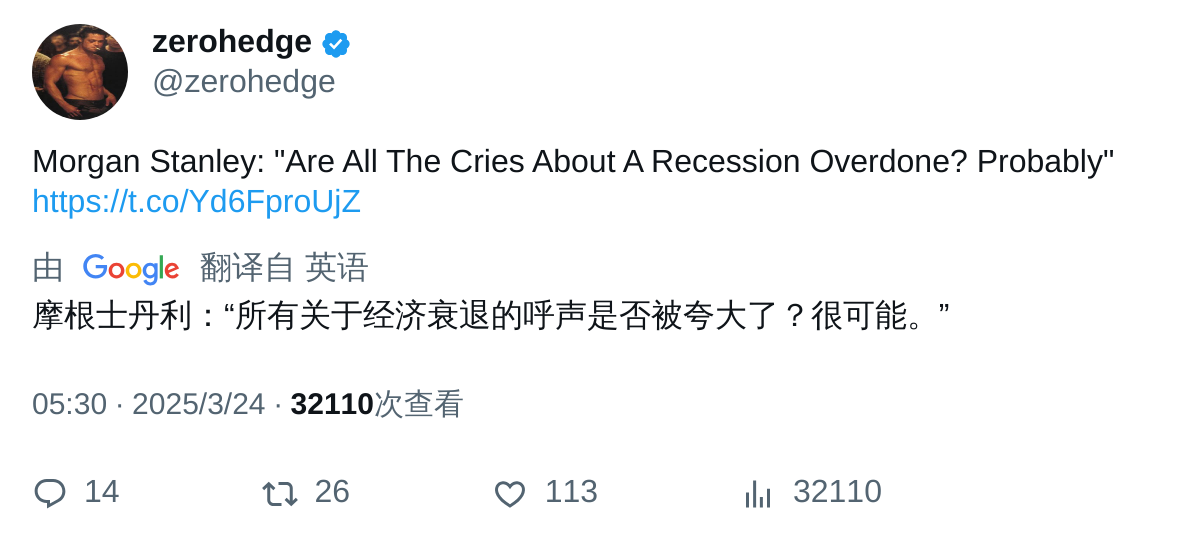 zerohedge
@zerohedge
Morgan Stanley: "Are All The Cries About A Recession Overdone? Probably"
https://t.co/Yd6FproUjZ
由 Google 翻译自 英语
摩根士丹利：“所有关于经济衰退的呼声是否被夸大了？很可能。”
05:30 · 2025/3/24 · 32110次查看
14 26 113 32110